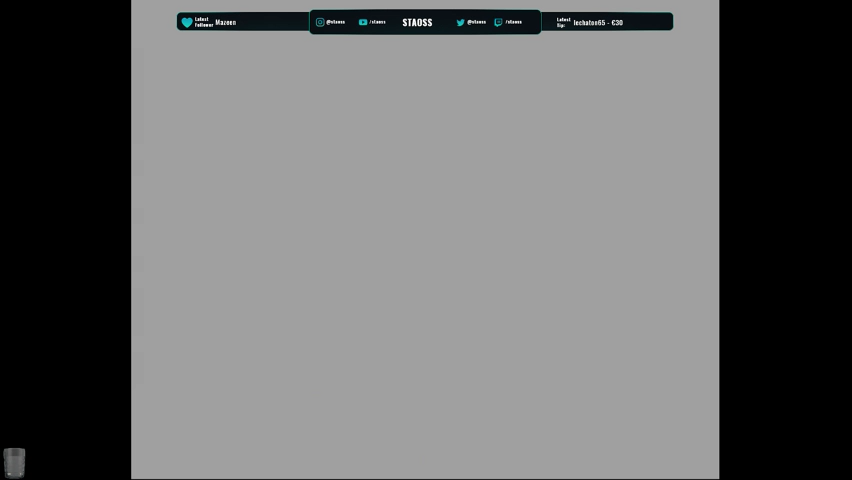 Latest
Follower
Mazeen
@staoss
/staoss
STAOSS
@staoss
/staoss
Latest
Tip:
lechaton65 - €30